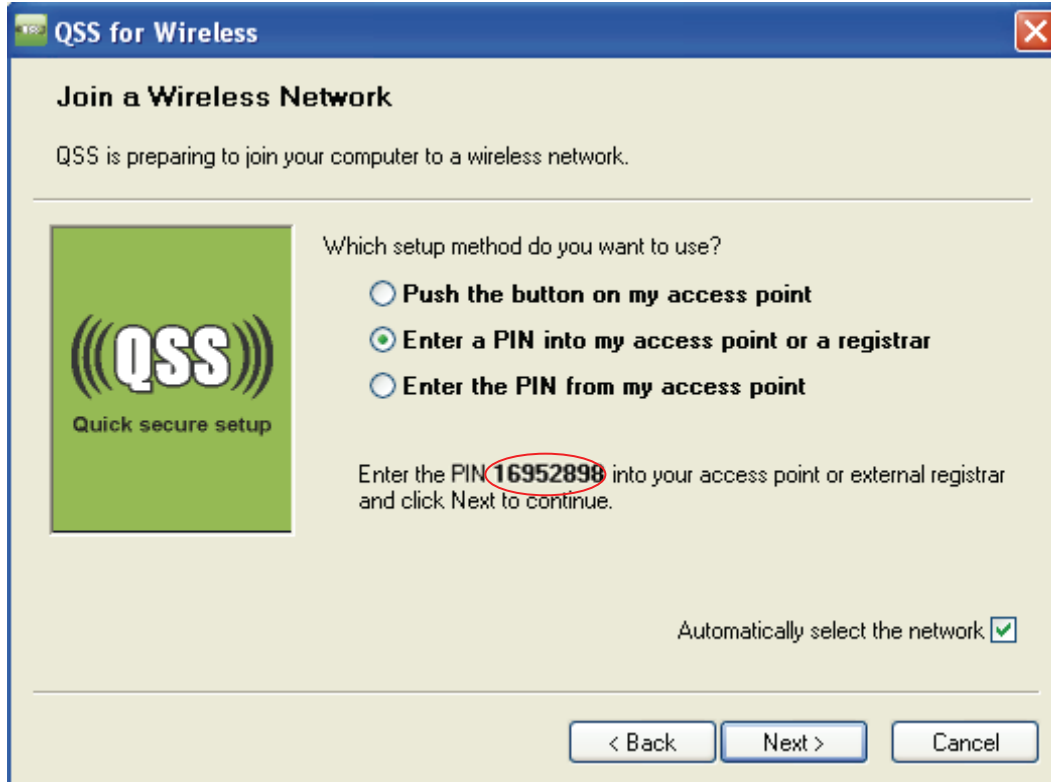 QSS for Wireless
Join a Wireless Network
QSS is preparing to join your computer to a wireless network.
Which setup method do you want to use?
Push the button on my access point
Enter a PIN into my access point or a registrar
Enter the PIN from my access point
(((QSS)))
Quick secure setup
Enter the PIN 16952898 into your access point or external registrar
and click Next to continue.
Automatically select the network
< Back
Next >
Cancel